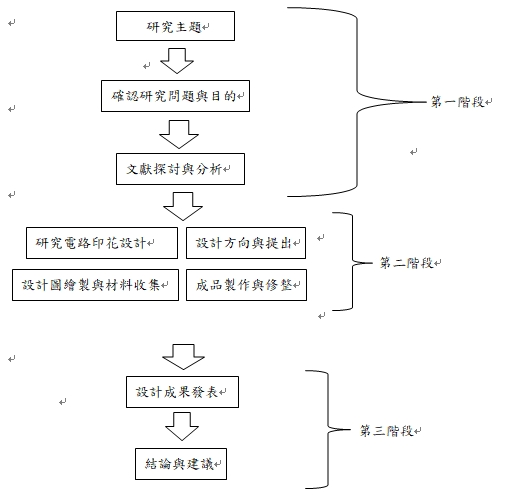 研究主題
確認研究問題與目的
第一階段
文獻探討與分析
研究電路印花設計
設計方向與提出
第二階段
設計圖繪製與材料收集
成品製作與修整
設計成果發表
第三階段
結論與建議